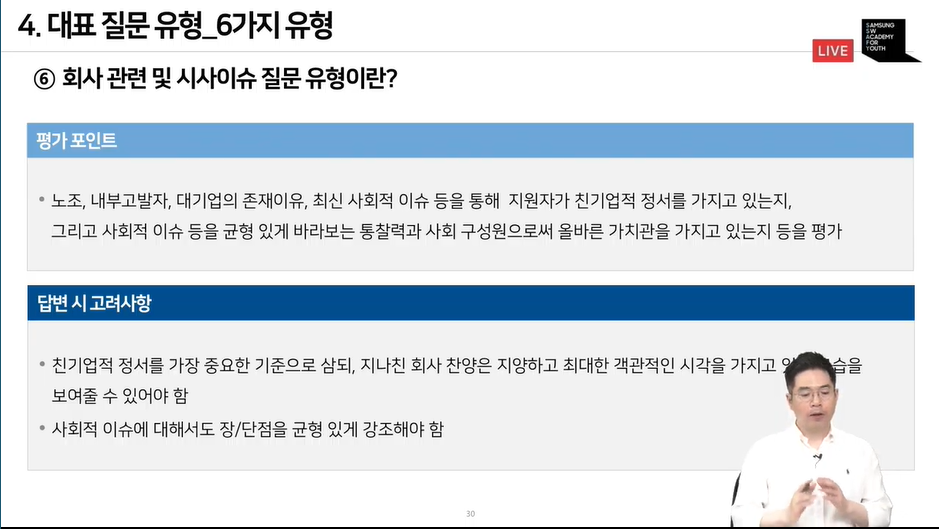 4. 대표 질문 유형_6가지 유형
LIVE
SAMSUNG
SW
ACADEMY
FOR
YOUTH
⑥ 회사 관련 및 시사이슈 질문 유형이란?
평가 포인트
• 노조, 내부고발자, 대기업의 존재이유, 최신 사회적 이슈 등을 통해 지원자가 친기업적 정서를 가지고 있는지,
그리고 사회적 이슈 등을 균형 있게 바라보는 통찰력과 사회 구성원으로써 올바른 가치관을 가지고 있는지 등을 평가
답변 시 고려사항
• 친기업적 정서를 가장 중요한 기준으로 삼되, 지나친 회사 찬양은 지양하고 최대한 객관적인 시각을 가지고
보여줄 수 있어야 함
• 사회적 이슈에 대해서도 장/단점을 균형 있게 강조해야 함
30